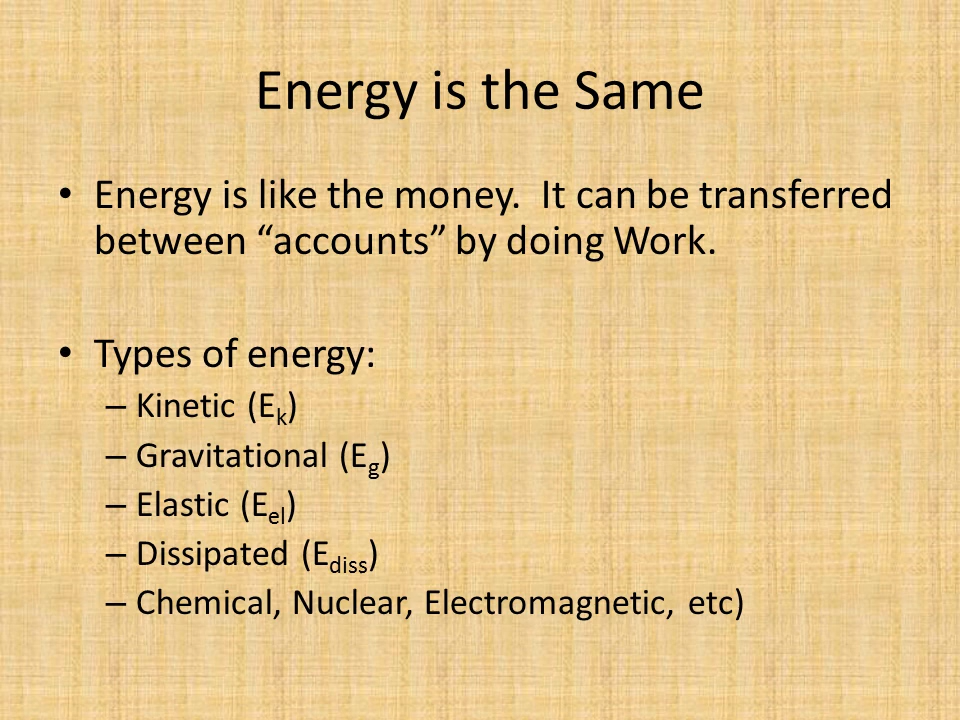 Energy is the Same
• Energy is like the money.  It can be transferred
between “accounts” by doing Work.
• Types of energy:
– Kinetic (Ek)
– Gravitational (Eg)
– Elastic (Eel)
– Dissipated (Ediss)
– Chemical, Nuclear, Electromagnetic, etc)